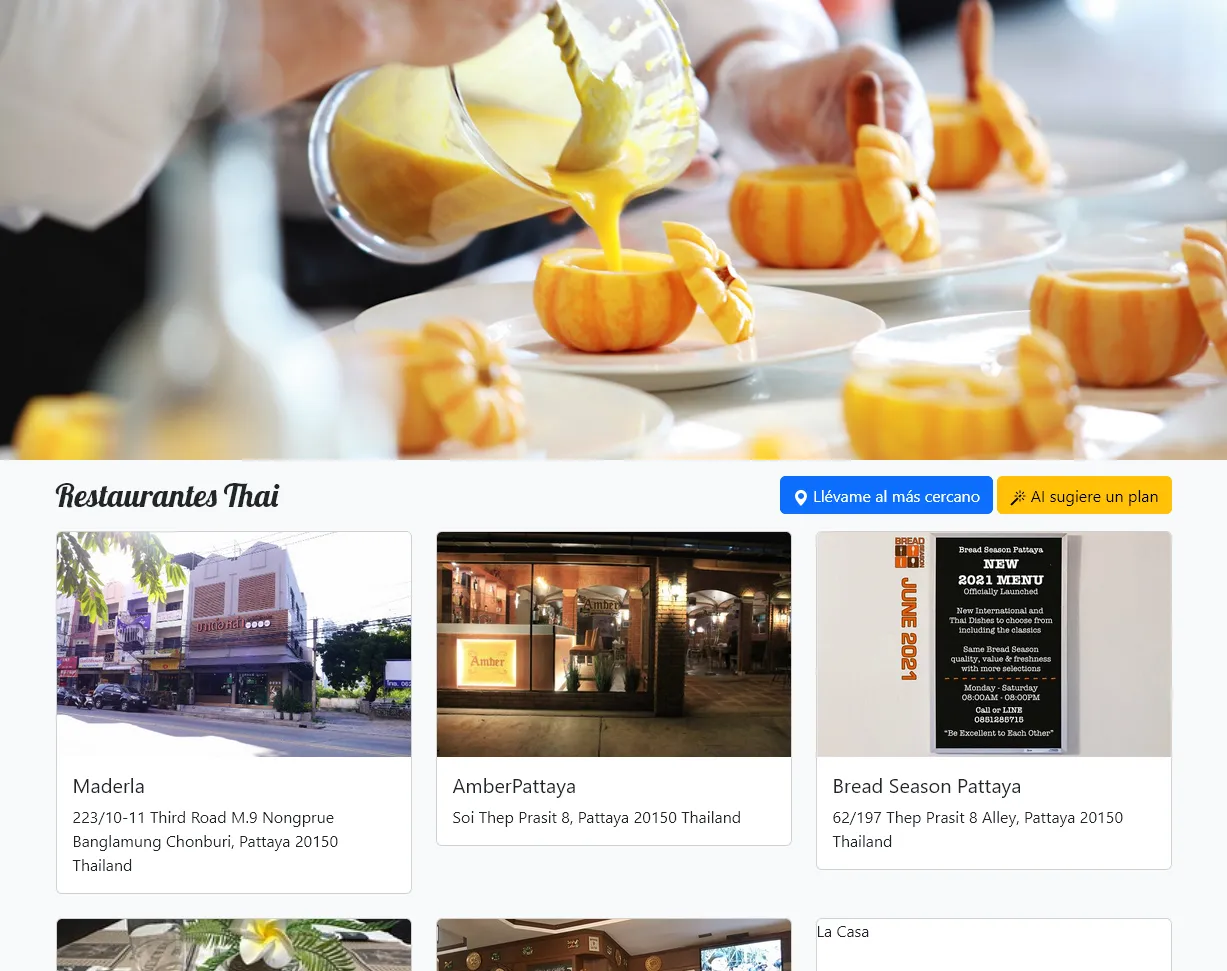 Restaurantes Thai
Llévame al más cercano
AI sugiere un plan
Amber
Amber
BREAD
JUNE 2021
Bread Season Pattaya
NEW
2021 MENU
Officially Launched
New International and
Thai Dishes to choose from
including the classics
Same Bread Season
quality, value & freshness
with more selections
Monday - Saturday
08:00AM - 08:00PM
Call or LINE
0851285715
"Be Excellent to Each Other"
Maderla
223/10-11 Third Road M.9 Nongprue
Banglamung Chonburi, Pattaya 20150
Thailand
AmberPattaya
Soi Thep Prasit 8, Pattaya 20150 Thailand
Bread Season Pattaya
62/197 Thep Prasit 8 Alley, Pattaya 20150
Thailand
La Casa